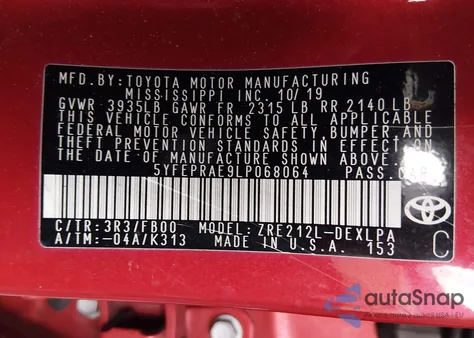 MFD. BY: TOYOTA MOTOR MANUFACTURING
MISSISSIPPI INC. 10/19
GVWR 3935LB GAWR FR 2315 LB RR 2140 LB
THIS VEHICLE CONFORMS TO ALL APPLICABLE
FEDERAL MOTOR VEHICLE SAFETY, BUMPER, AND
THEFT PREVENTION STANDARDS IN EFFECT ON
THE DATE OF MANUFACTURE SHOWN ABOVE.
5YFEPRAE9LP068064 PASS.CAR
C/TR: 3R3/FB00 MODEL: ZRE212L-DEXLPA
A/TM: -04A/K313 MADE IN U.S.A. 153
C
autoSnap